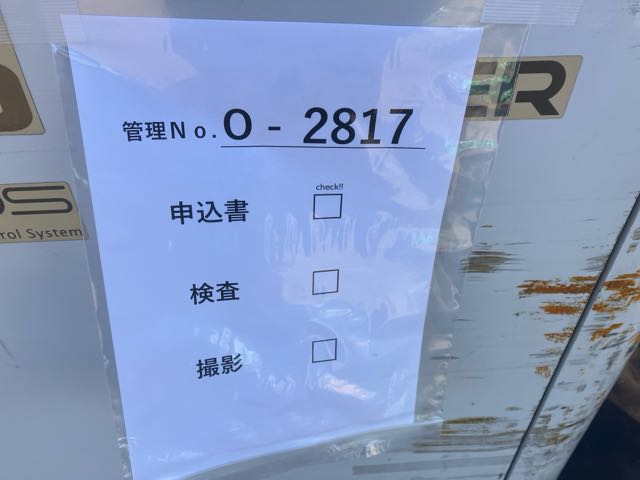 管理No.O - 2817
check!!
申込書
検査
撮影
ER
OS
rol System